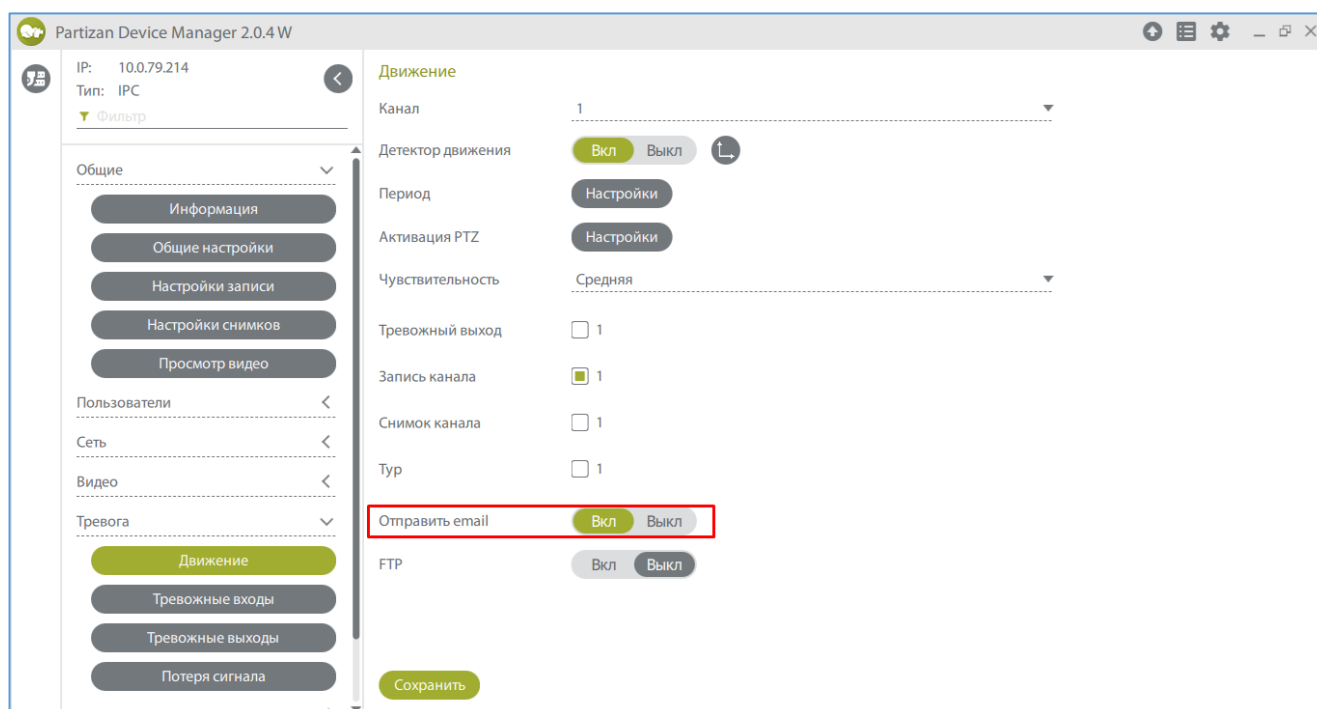 Partizan Device Manager 2.0.4 W
IP: 10.0.79.214
Тип: IPC
Фильтр
Общие
Информация
Общие настройки
Настройки записи
Настройки снимков
Просмотр видео
Пользователи
Сеть
Видео
Тревога
Движение
Тревожные входы
Тревожные выходы
Потеря сигнала
Движение
Канал 1
Детектор движения Вкл Выкл
Период Настройки
Активация PTZ Настройки
Чувствительность Средняя
Тревожный выход 1
Запись канала 1
Снимок канала 1
Тур 1
Отправить email Вкл Выкл
FTP Вкл Выкл
Сохранить